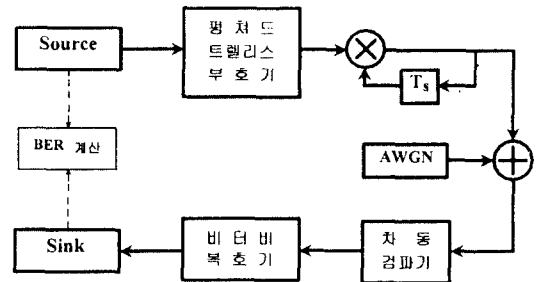 Source
펑 쳐 드
트렐리스
부 호 기
T_s
BER 계산
AWGN
Sink
비 터 비
복 호 기
차 동
검파기